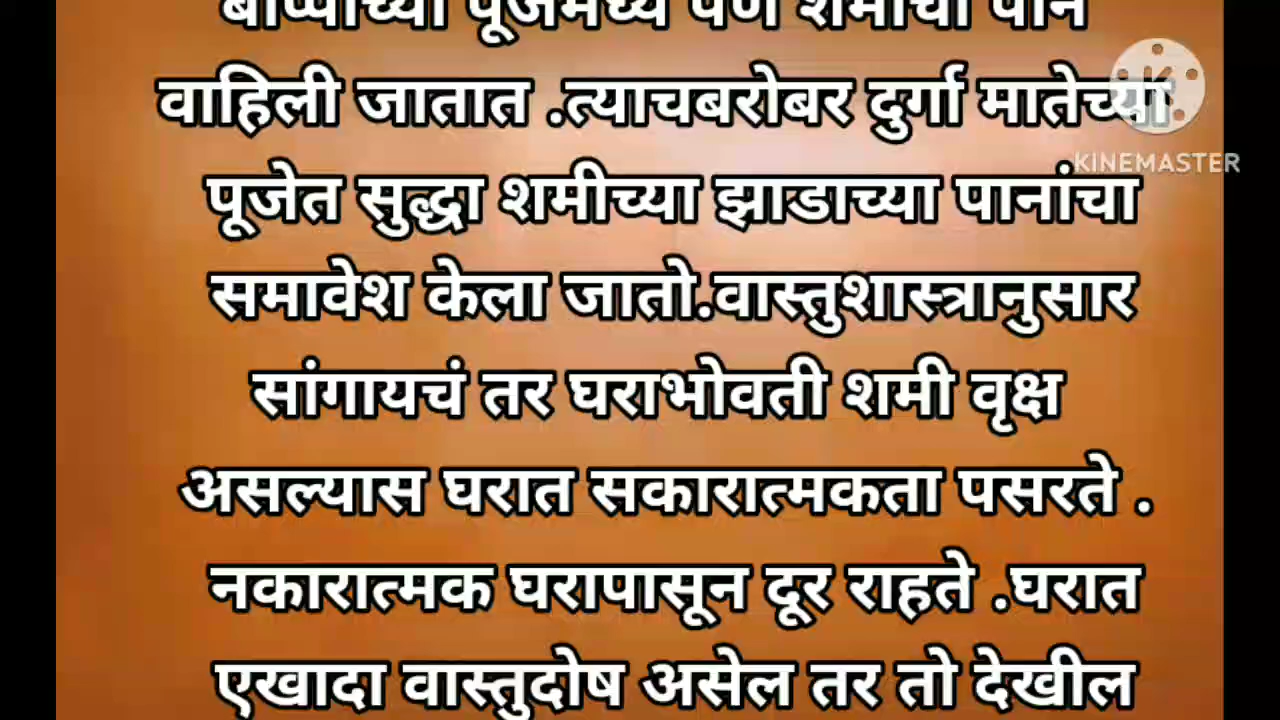 बाप्पाच्या पूजेमध्ये पण शमीची पाने
वाहिली जातात .त्याचबरोबर दुर्गा मातेच्या
KINEMASTER
पूजेत सुद्धा शमीच्या झाडाच्या पानांचा
समावेश केला जातो.वास्तुशास्त्रानुसार
सांगायचं तर घराभोवती शमी वृक्ष
असल्यास घरात सकारात्मकता पसरते .
नकारात्मक घरापासून दूर राहते .घरात
एखादा वास्तुदोष असेल तर तो देखील